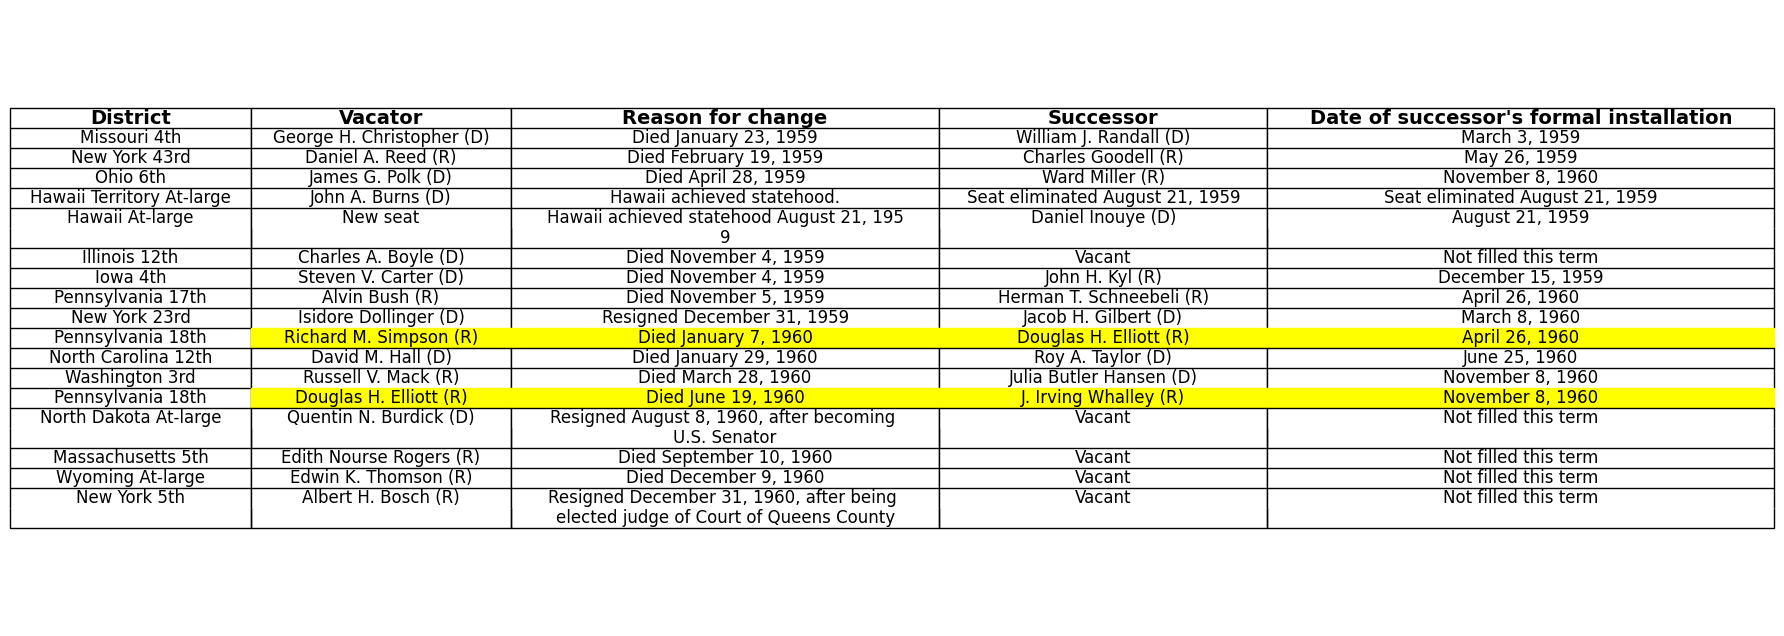 District Vacator Reason for change Successor Date of successor's formal installation
Missouri 4th George H. Christopher (D) Died January 23, 1959 William J. Randall (D) March 3, 1959
New York 43rd Daniel A. Reed (R) Died February 19, 1959 Charles Goodell (R) May 26, 1959
Ohio 6th James G. Polk (D) Died April 28, 1959 Ward Miller (R) November 8, 1960
Hawaii Territory At-large John A. Burns (D) Hawaii achieved statehood. Seat eliminated August 21, 1959 Seat eliminated August 21, 1959
Hawaii At-large New seat Hawaii achieved statehood August 21, 195 Daniel Inouye (D) August 21, 1959
9
Illinois 12th Charles A. Boyle (D) Died November 4, 1959 Vacant Not filled this term
Iowa 4th Steven V. Carter (D) Died November 4, 1959 John H. Kyl (R) December 15, 1959
Pennsylvania 17th Alvin Bush (R) Died November 5, 1959 Herman T. Schneebeli (R) April 26, 1960
New York 23rd Isidore Dollinger (D) Resigned December 31, 1959 Jacob H. Gilbert (D) March 8, 1960
Pennsylvania 18th Richard M. Simpson (R) Died January 7, 1960 Douglas H. Elliott (R) April 26, 1960
North Carolina 12th David M. Hall (D) Died January 29, 1960 Roy A. Taylor (D) June 25, 1960
Washington 3rd Russell V. Mack (R) Died March 28, 1960 Julia Butler Hansen (D) November 8, 1960
Pennsylvania 18th Douglas H. Elliott (R) Died June 19, 1960 J. Irving Whalley (R) November 8, 1960
North Dakota At-large Quentin N. Burdick (D) Resigned August 8, 1960, after becoming Vacant Not filled this term
U.S. Senator
Massachusetts 5th Edith Nourse Rogers (R) Died September 10, 1960 Vacant Not filled this term
Wyoming At-large Edwin K. Thomson (R) Died December 9, 1960 Vacant Not filled this term
New York 5th Albert H. Bosch (R) Resigned December 31, 1960, after being Vacant Not filled this term
elected judge of Court of Queens County